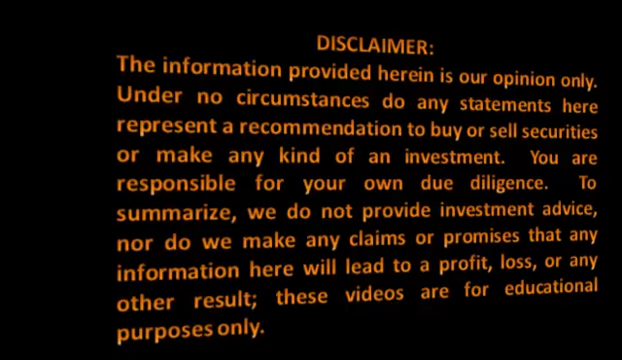 DISCLAIMER:
The information provided herein is our opinion only.
Under no circumstances do any statements here
represent a recommendation to buy or sell securities
or make any kind of an investment. You are
responsible for your own due diligence. To
summarize, we do not provide investment advice,
nor do we make any claims or promises that any
information here will lead to a profit, loss, or any
other result; these videos are for educational
purposes only.